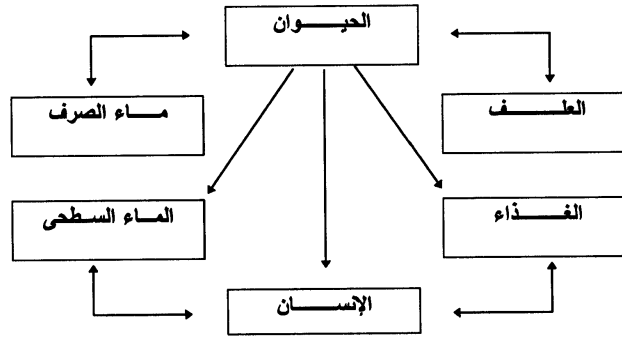 الحيوان
العلف
ماء الصرف
الغذاء
الماء السطحى
الإنسان